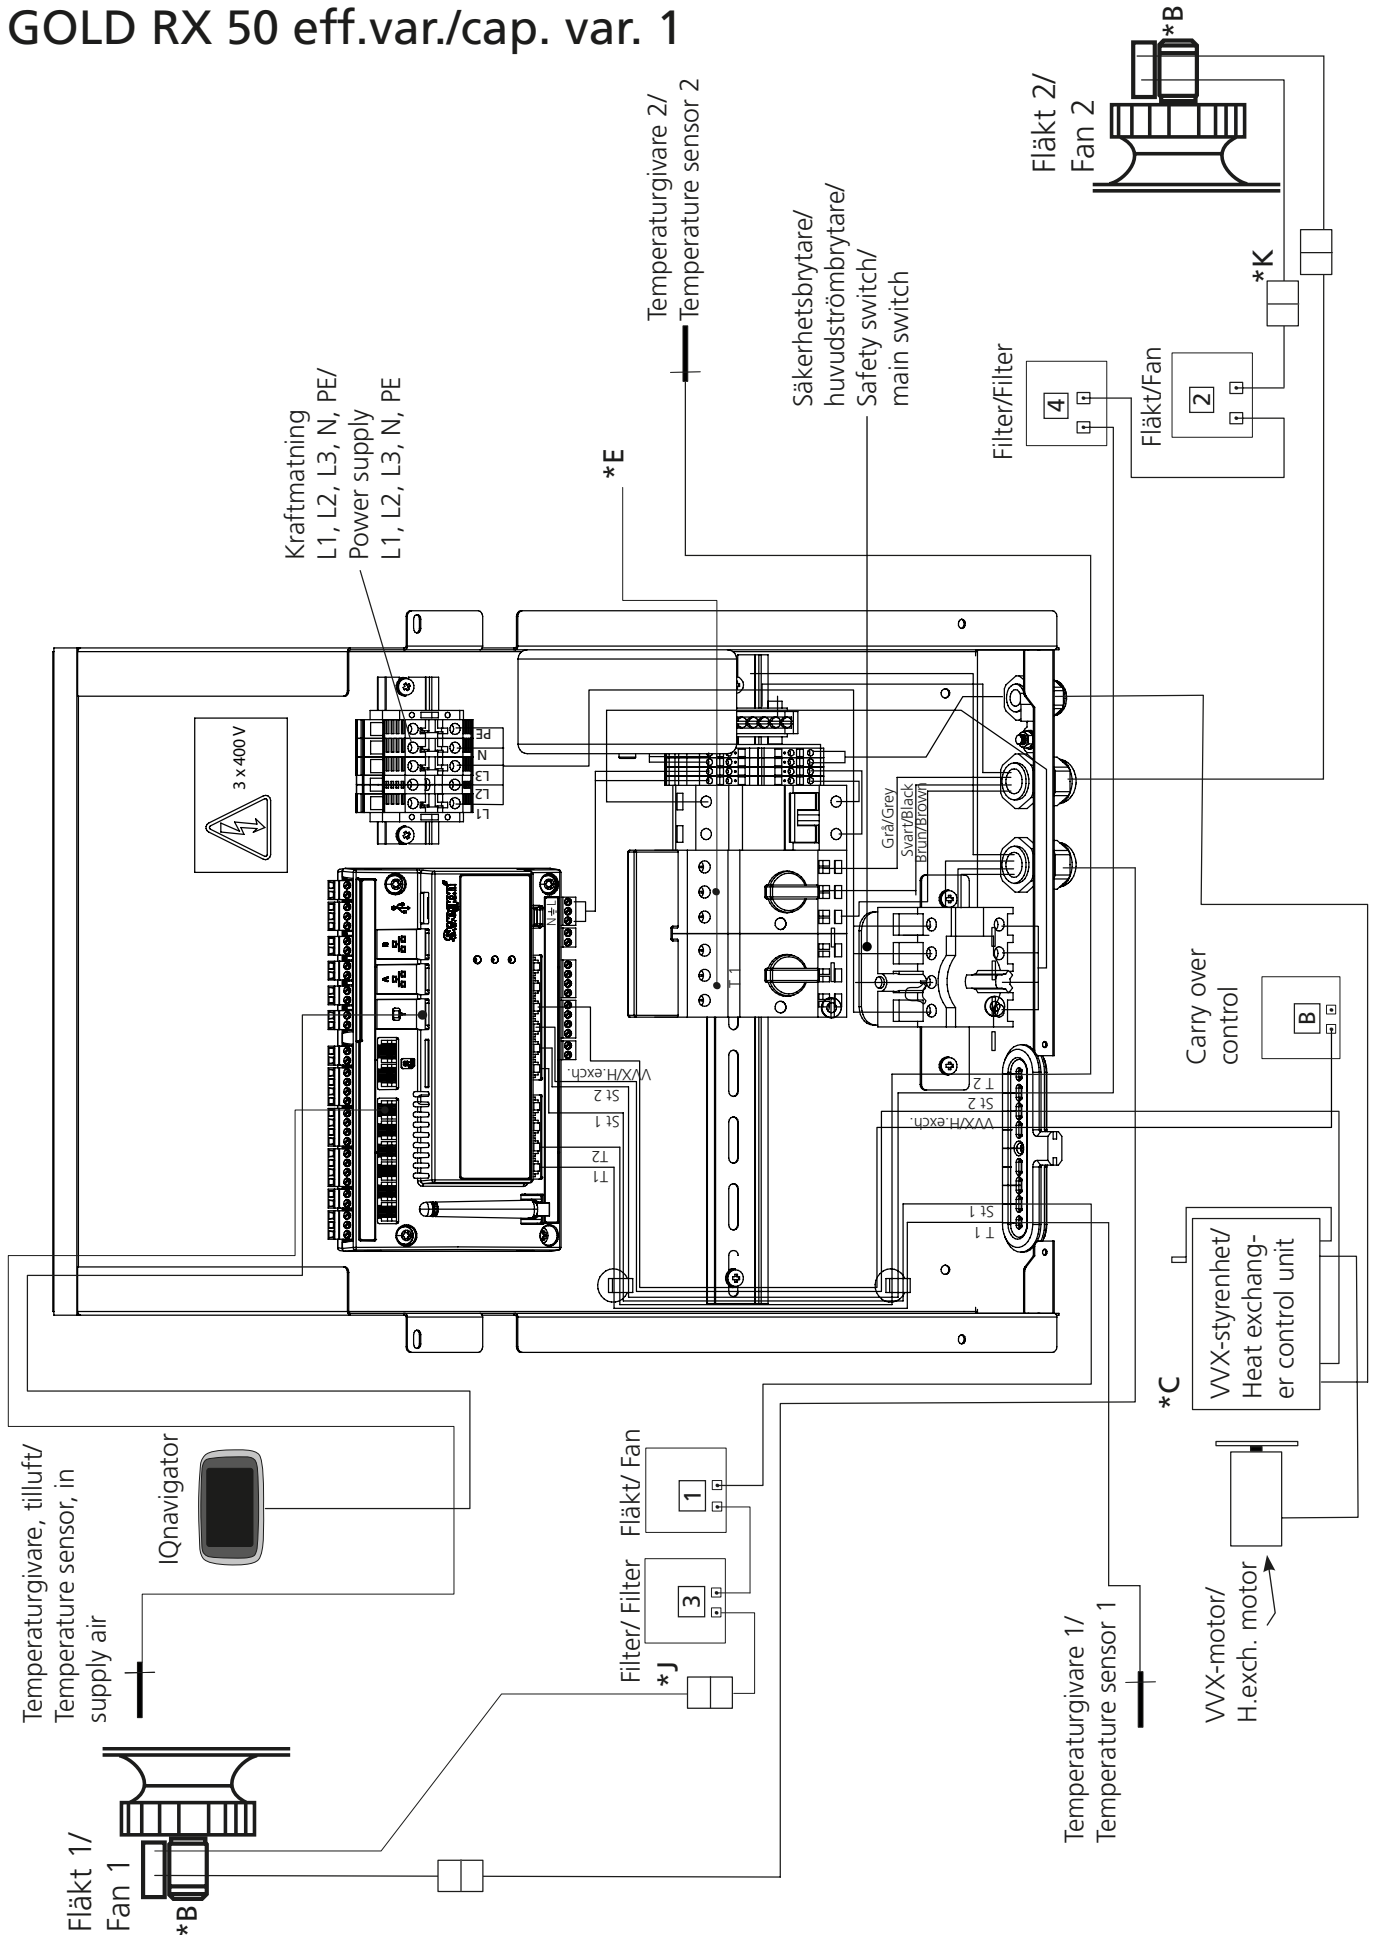 GOLD RX 50 eff.var./cap. var. 1
*B
Fläkt 2/
Fan 2
Temperaturgivare 2/
Temperature sensor 2
Säkerhetsbrytare/
huvudströmbrytare/
Safety switch/
main switch
*K
Filter/Filter
4
Fläkt/Fan
2
Kraftmatning
L1, L2, L3, N, PE/
Power supply
L1, L2, L3, N, PE
*E
3 x 400 V
PE
N
L3
L2
L1
N
L
T1
Grå/Grey
Svart/Black
Brun/Brown
VVX/H.exch.
St 2
St 1
T2
T1
T 2
St 2
VVX/H.exch.
St 1
T 1
Carry over
control
B
VVX-styrenhet/
Heat exchang-
er control unit
*C
Temperaturgivare, tilluft/
Temperature sensor, in
supply air
IQnavigator
Fläkt/ Fan
1
Filter/ Filter
3
*J
Temperaturgivare 1/
Temperature sensor 1
VVX-motor/
H.exch. motor
Fläkt 1/
Fan 1
*B